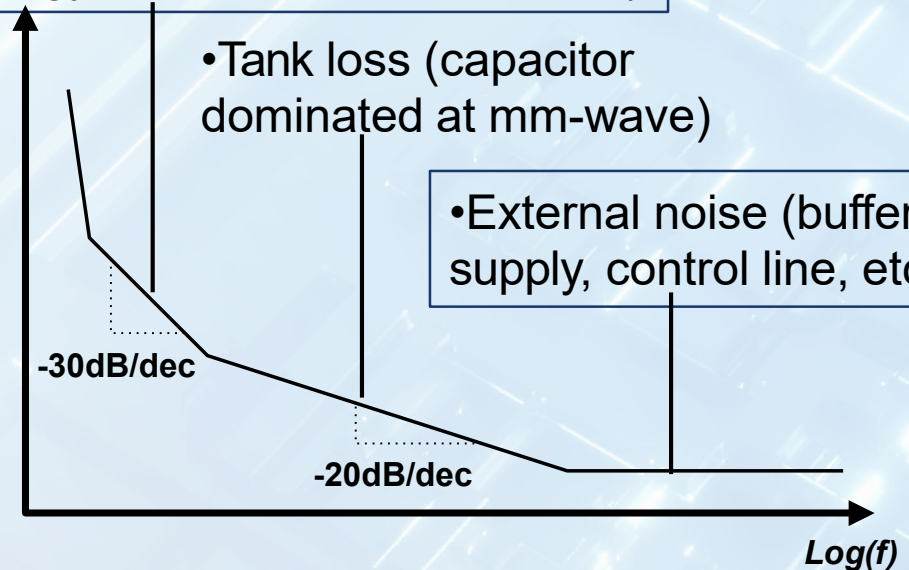 •Tank loss (capacitor
dominated at mm-wave)
•External noise (buffer
supply, control line, etc
-30dB/dec
-20dB/dec
Log(f)